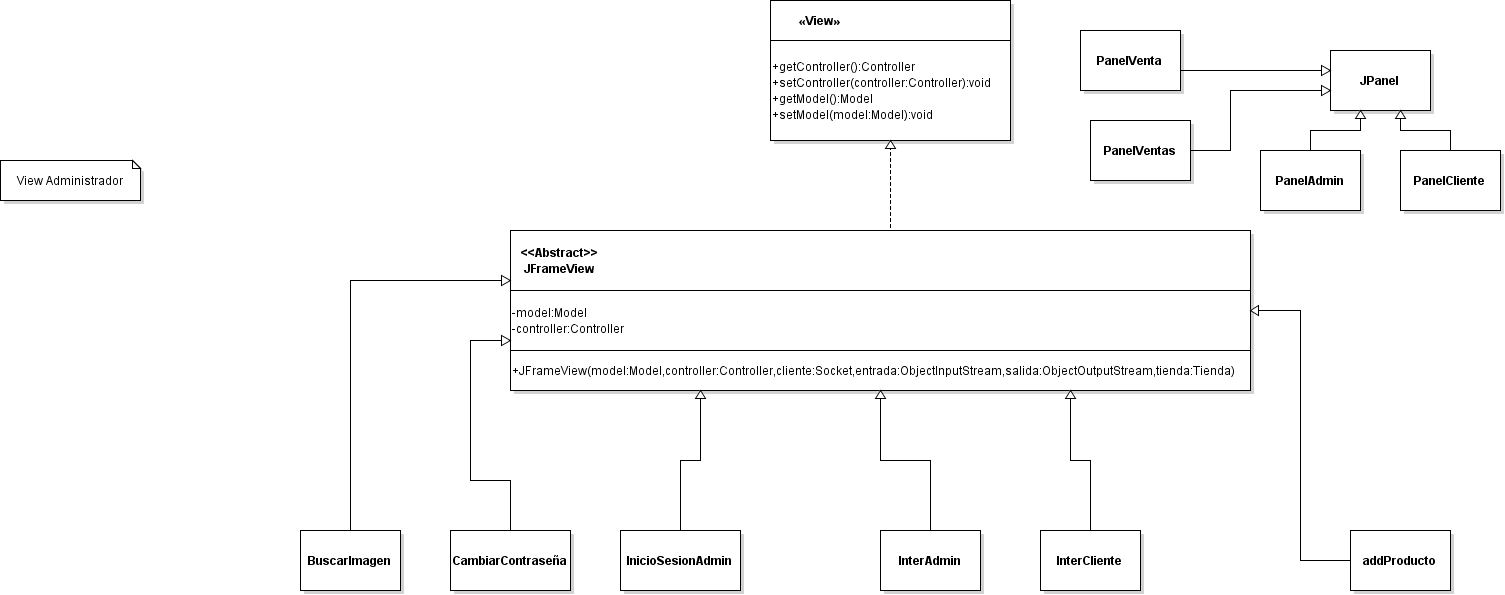 «View»
+getController():Controller
+setController(controller:Controller):void
+getModel():Model
+setModel(model:Model):void
PanelVenta
JPanel
PanelVentas
PanelAdmin
PanelCliente
View Administrador
<<Abstract>>
JFrameView
-model:Model
-controller:Controller
+JFrameView(model:Model,controller:Controller,cliente:Socket,entrada:ObjectInputStream,salida:ObjectOutputStream,tienda:Tienda)
BuscarImagen
CambiarContraseña
InicioSesionAdmin
InterAdmin
InterCliente
addProducto